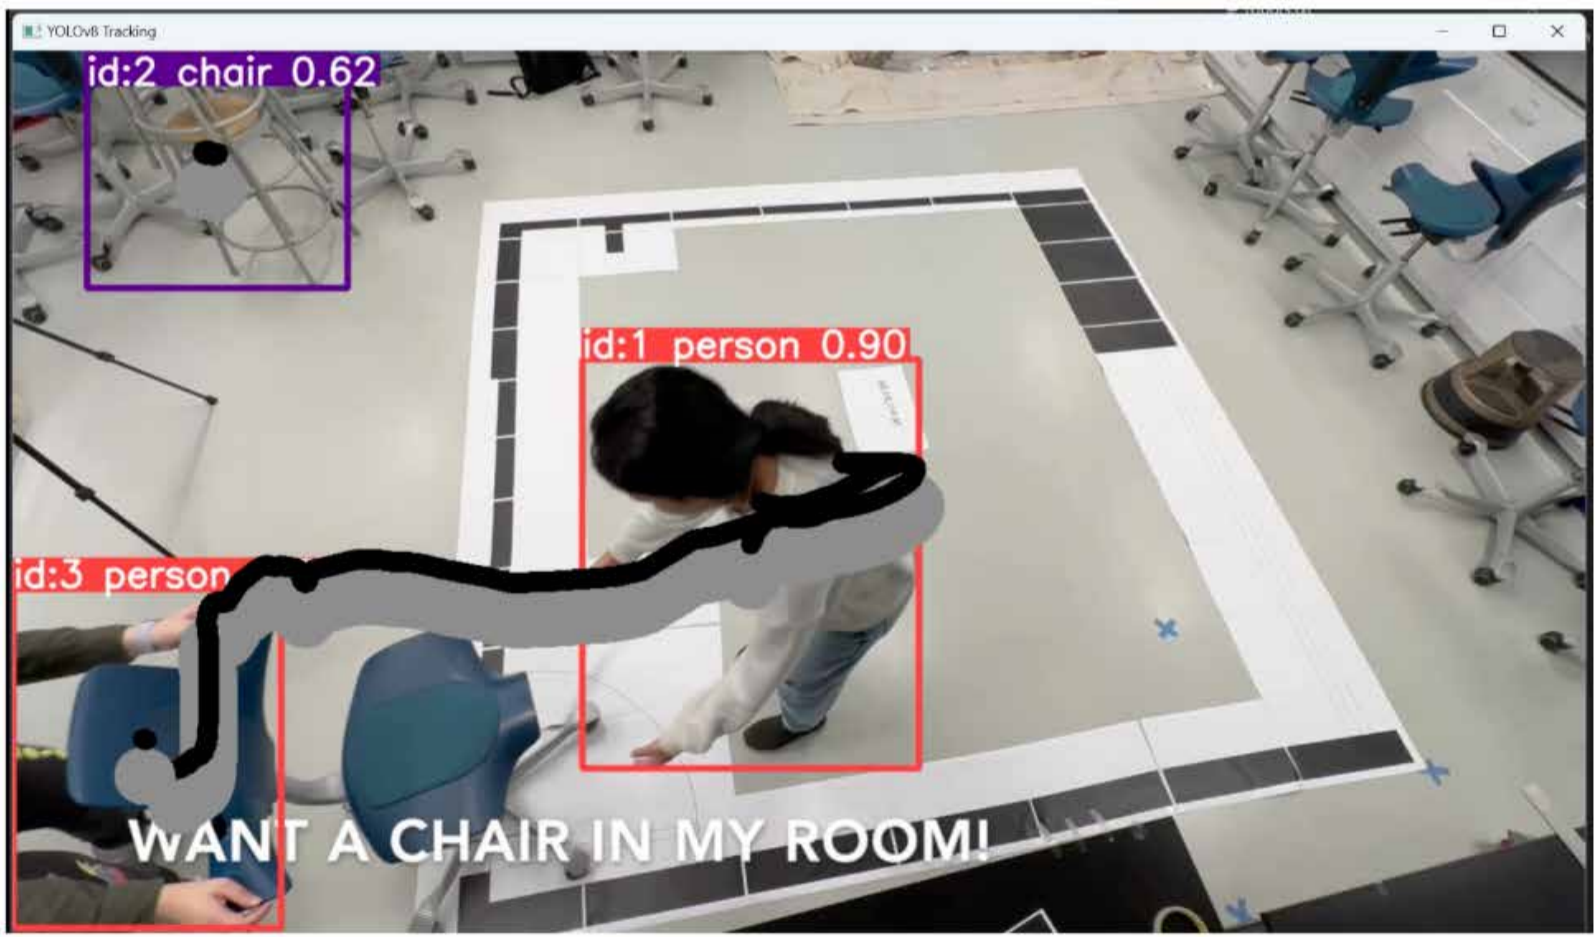 YOLOv8 Tracking
id:2 chair 0.62
id:1 person 0.90
id:3 person
WANT A CHAIR IN MY ROOM!